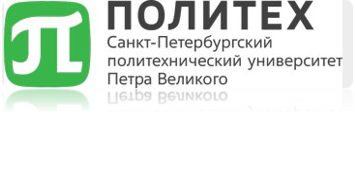 ПОЛИТЕХ
Санкт-Петербургский
политехнический университет
Петра Великого